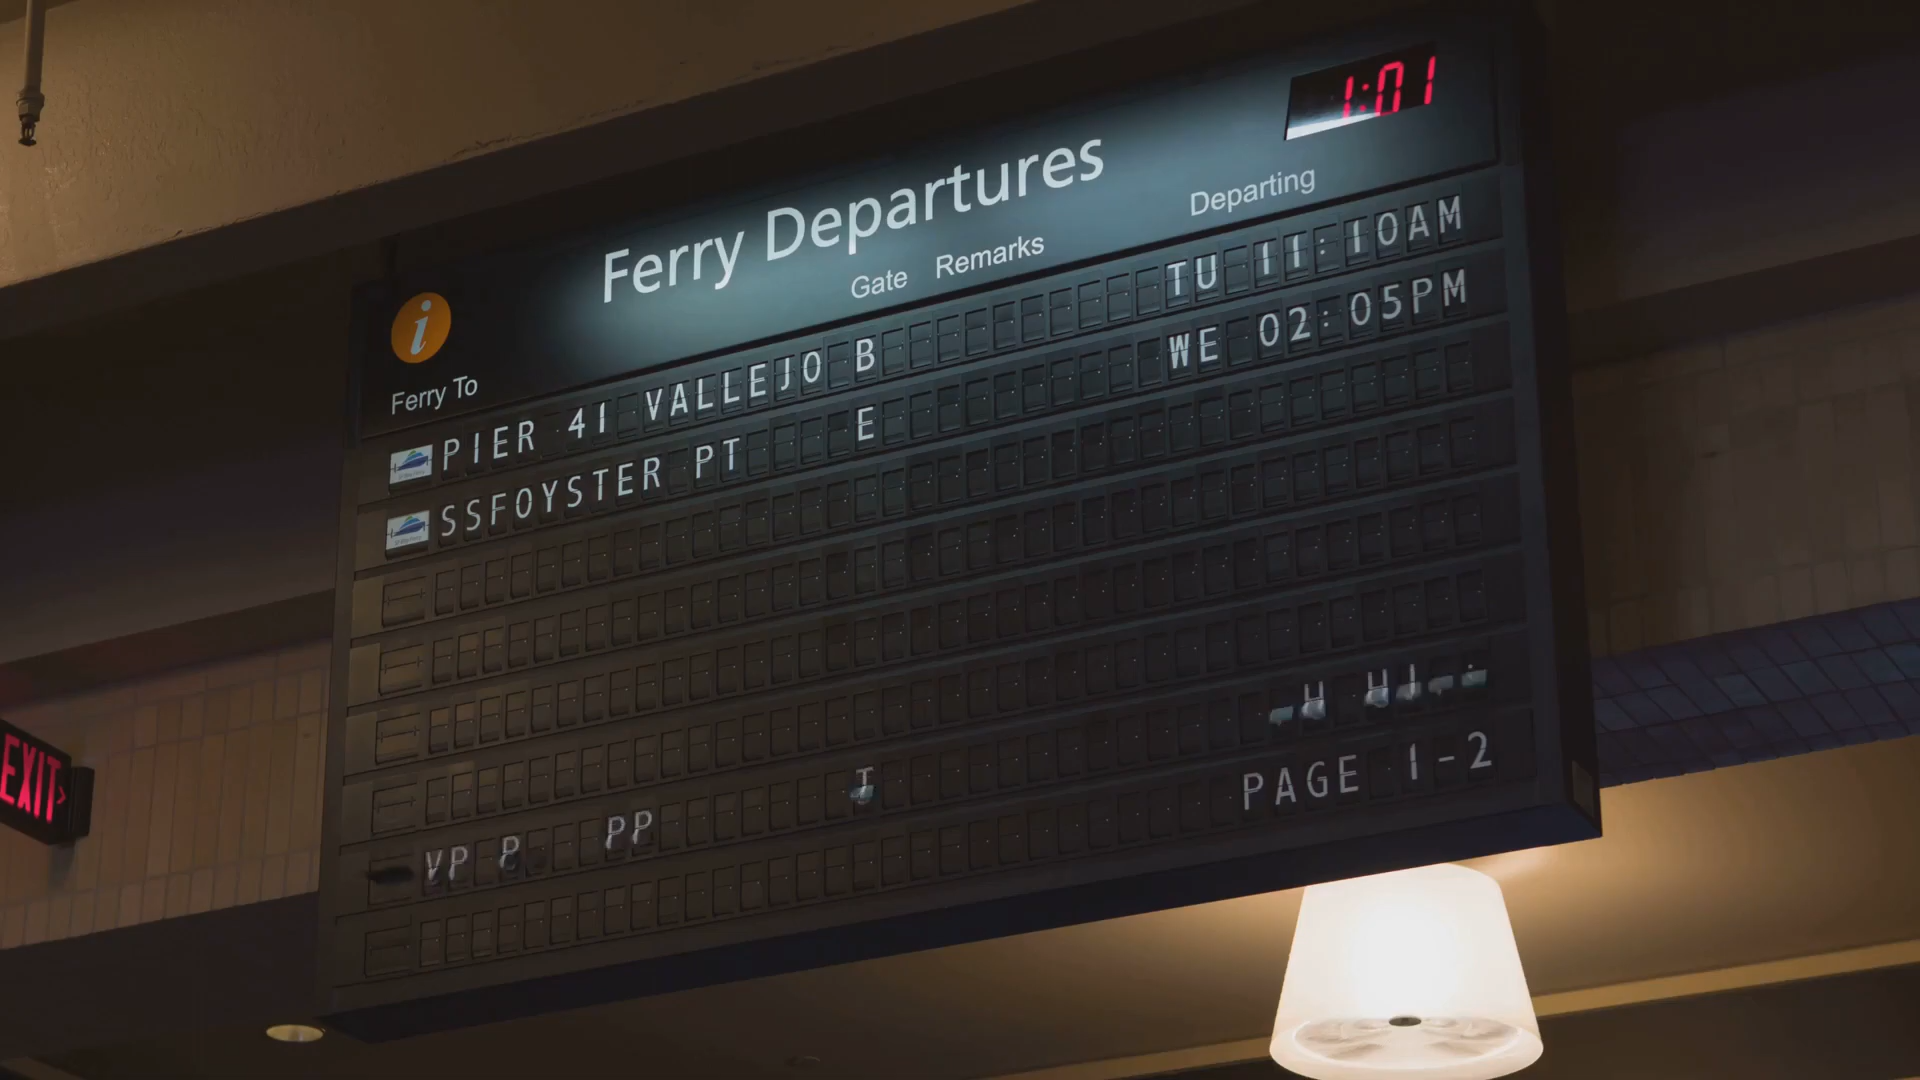 1:01
Ferry Departures
Ferry To Gate Remarks Departing
PIER 41 VALLEJO B TU 11:10AM
SSFOYSTER PT E WE 02:05PM
PAGE 1-2
EXIT